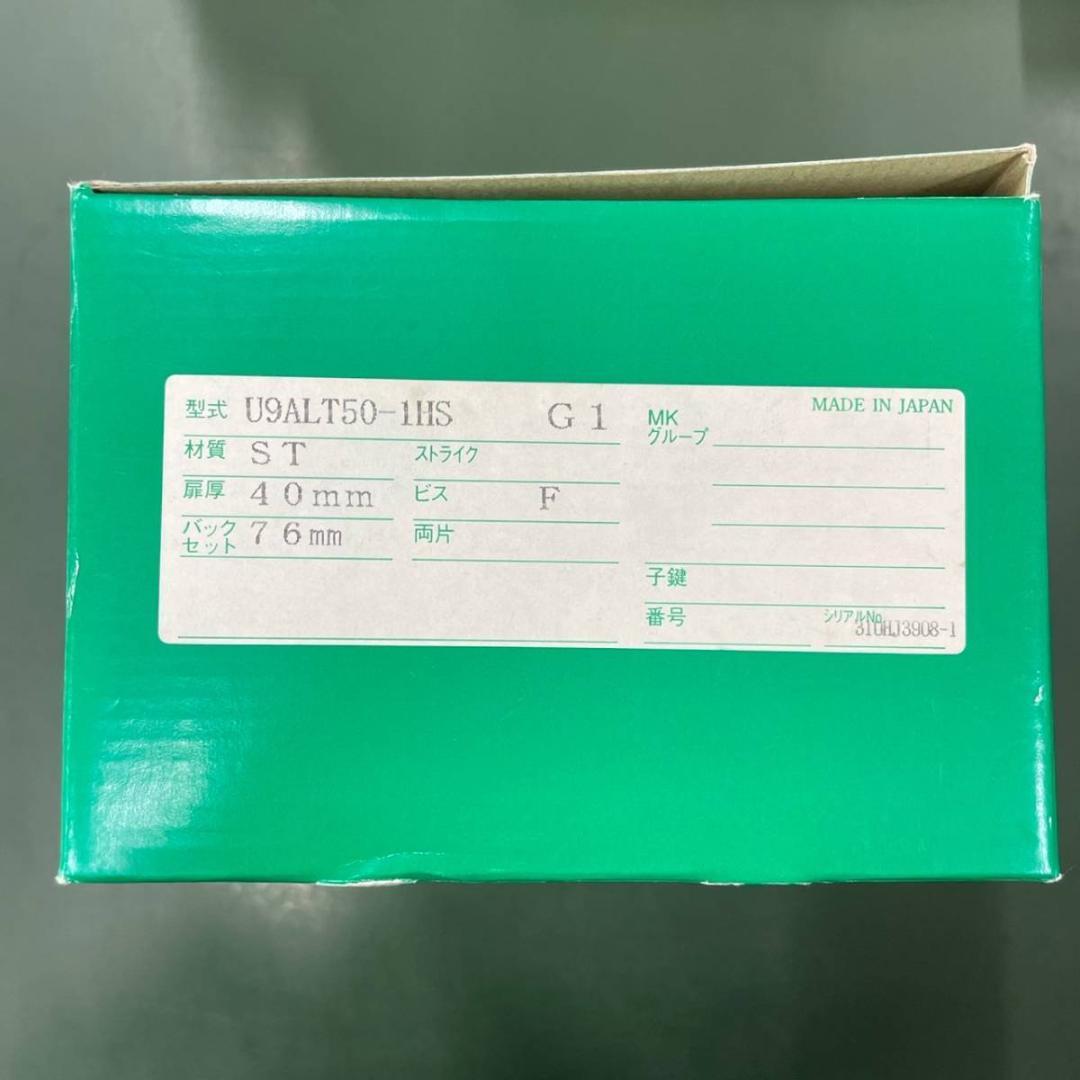 型式 U9ALT50-1HS G1
材質 ST ストライク
扉厚 40mm ビス F
バックセット 76mm 両片
MK
グループ
MADE IN JAPAN
子鍵
番号 シリアルNo.
310HJ3908-1